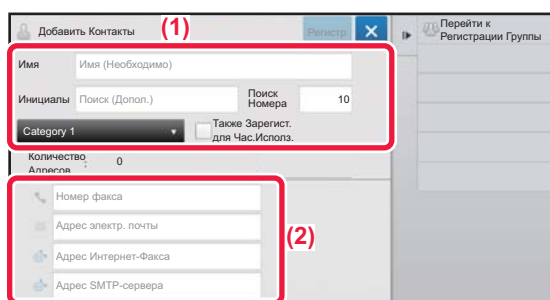 Добавить Контакты
(1)
Регистр.
Перейти к
Регистрации Группы
Имя
Имя (Необходимо)
Инициалы
Поиск (Допол.)
Поиск
Номера
10
Category 1
Также Зарегист.
для Час.Исполз.
Количество
Адресов
:
0
(2)
Номер факса
Адрес электр. почты
Адрес Интернет-Факса
Адрес SMTP-сервера